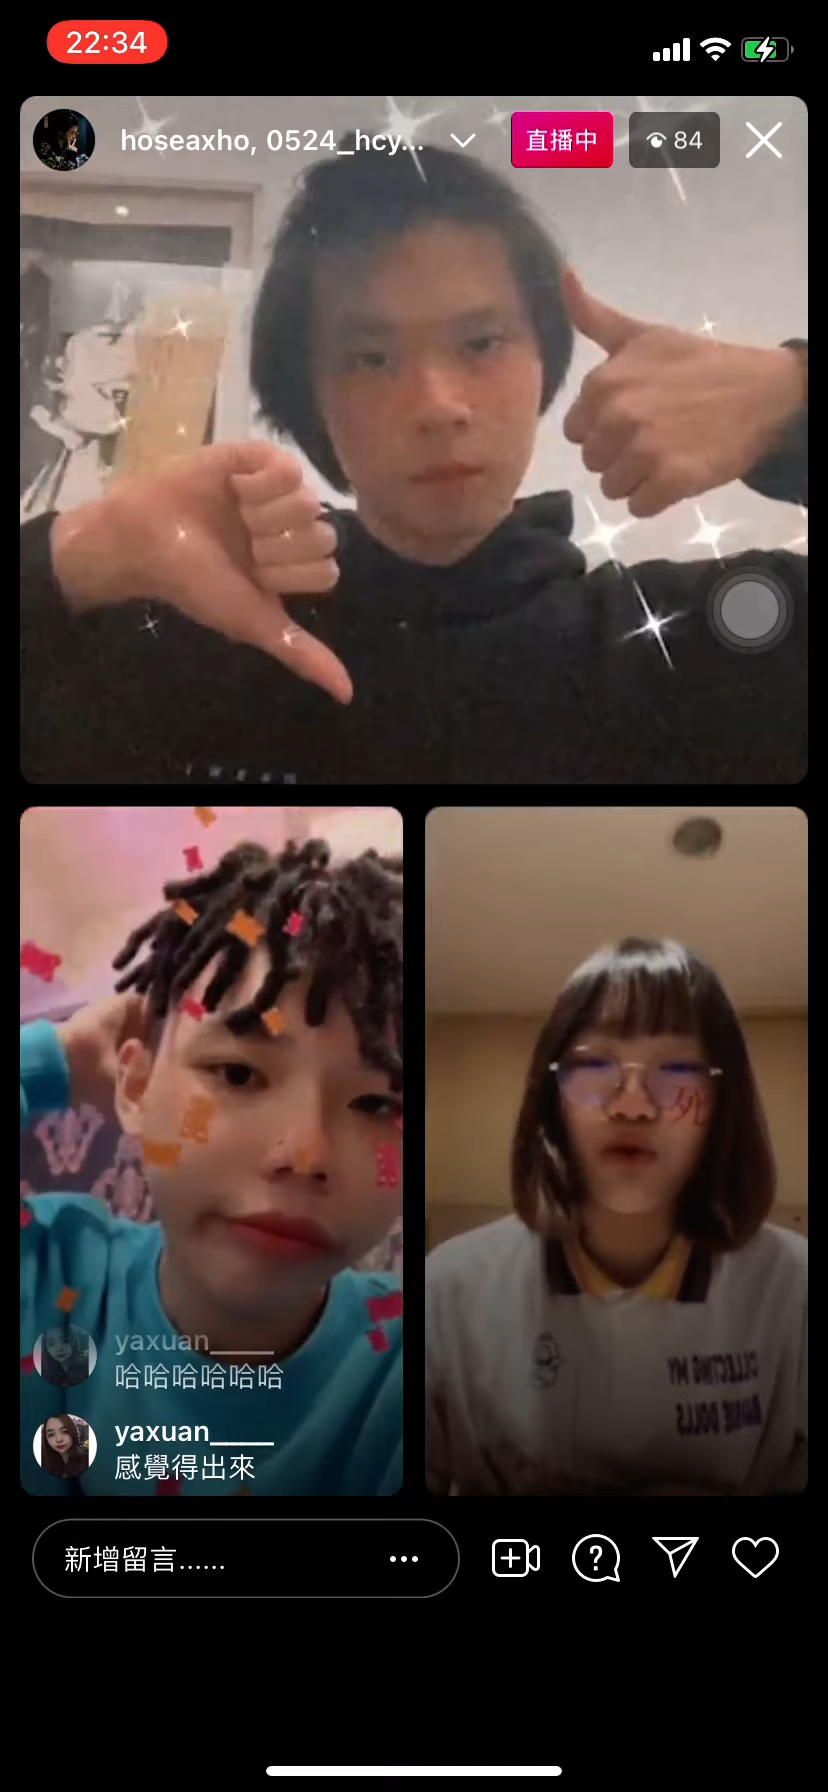 22:34
hoseaxho, 0524_hcy...
直播中
84
死
yaxuan____
哈哈哈哈哈哈
yaxuan____
感覺得出來
新增留言......